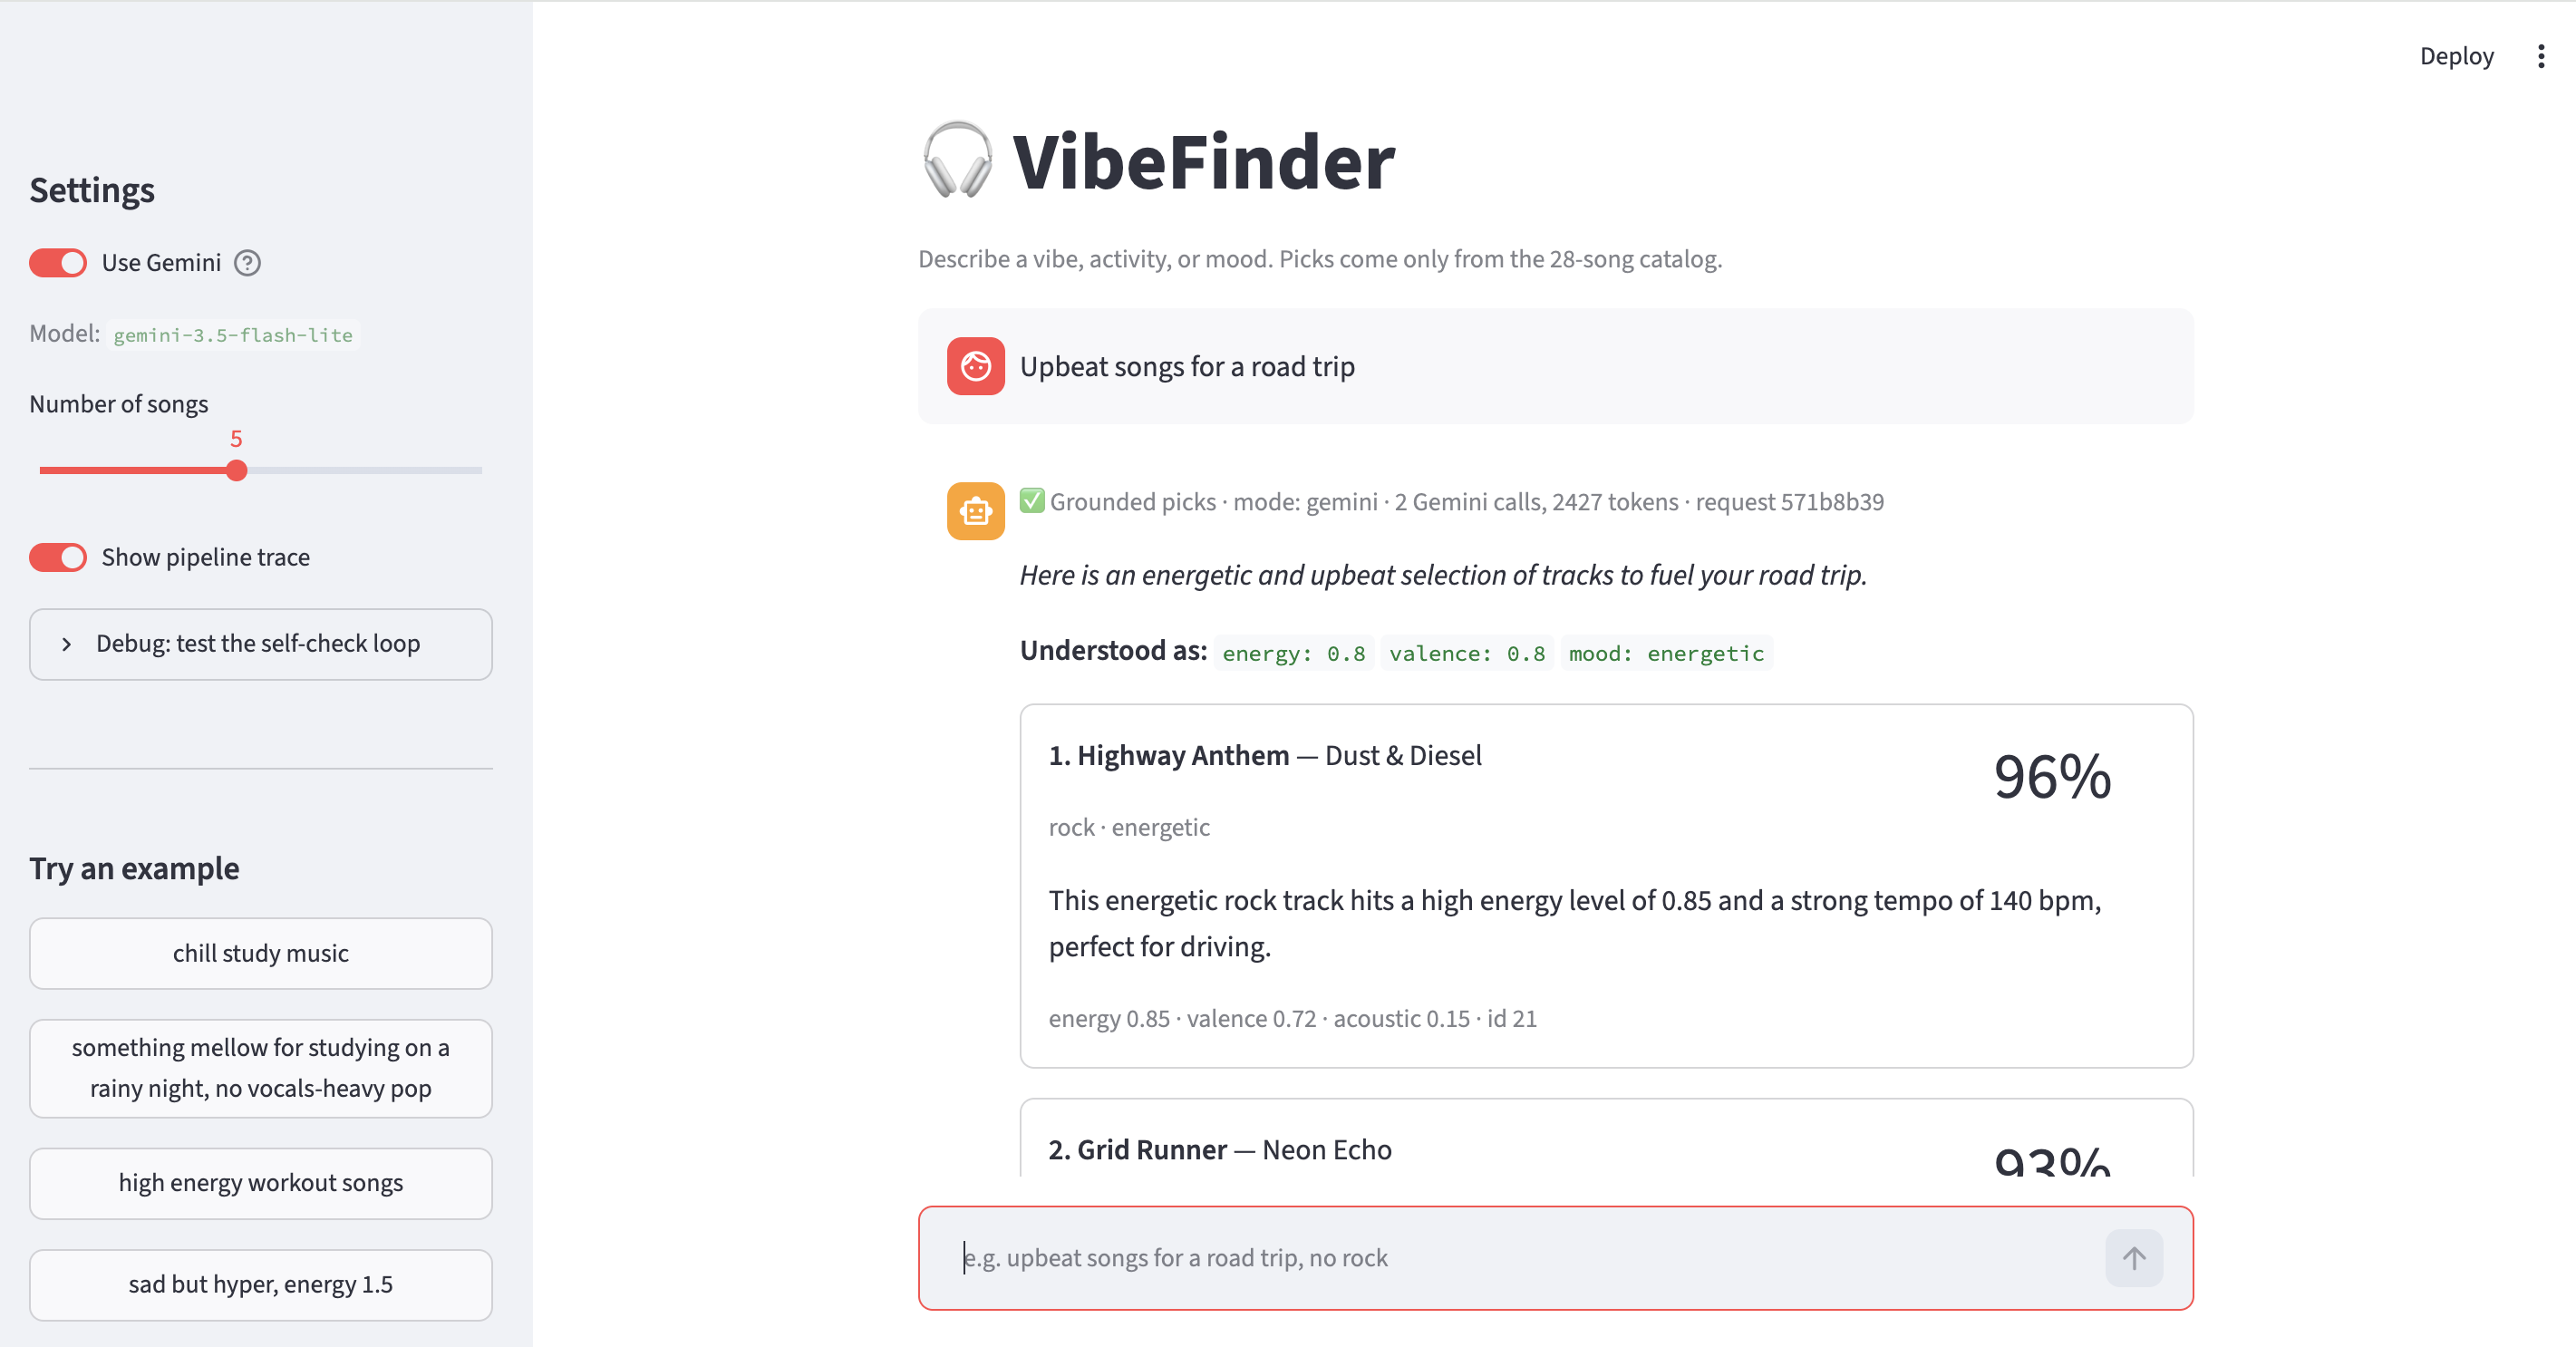 Deploy
Settings
Use Gemini
Model: gemini-3.5-flash-lite
Number of songs
5
Show pipeline trace
Debug: test the self-check loop
Try an example
chill study music
something mellow for studying on a
rainy night, no vocals-heavy pop
high energy workout songs
sad but hyper, energy 1.5
VibeFinder
Describe a vibe, activity, or mood. Picks come only from the 28-song catalog.
Upbeat songs for a road trip
Grounded picks · mode: gemini · 2 Gemini calls, 2427 tokens · request 571b8b39
Here is an energetic and upbeat selection of tracks to fuel your road trip.
Understood as: energy: 0.8 valence: 0.8 mood: energetic
1. Highway Anthem — Dust & Diesel
96%
rock · energetic
This energetic rock track hits a high energy level of 0.85 and a strong tempo of 140 bpm,
perfect for driving.
energy 0.85 · valence 0.72 · acoustic 0.15 · id 21
2. Grid Runner — Neon Echo
93%
e.g. upbeat songs for a road trip, no rock